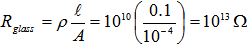 R_glass = ρ ℓ/A = 10^10 (0.1/10^-4) = 10^13 Ω